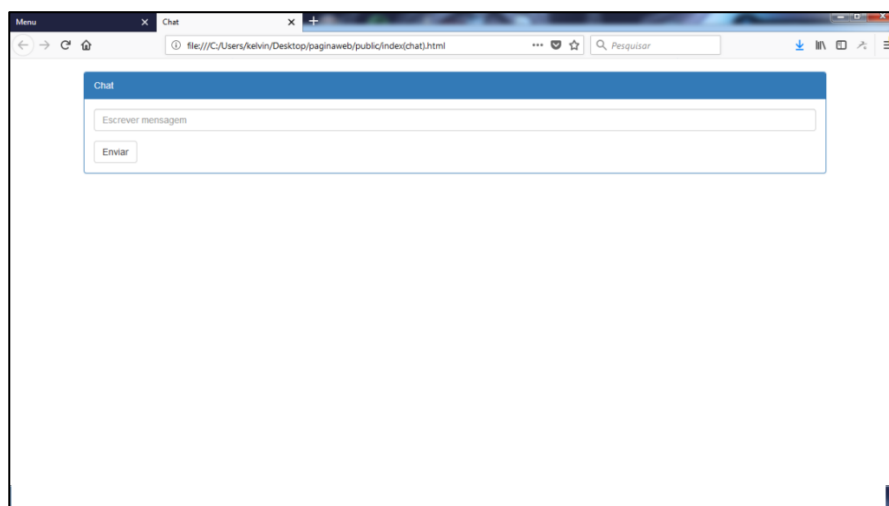 Menu
Chat
file:///C:/Users/kelvin/Desktop/paginaweb/public/index(chat).html
Pesquisar
Chat
Escrever mensagem
Enviar